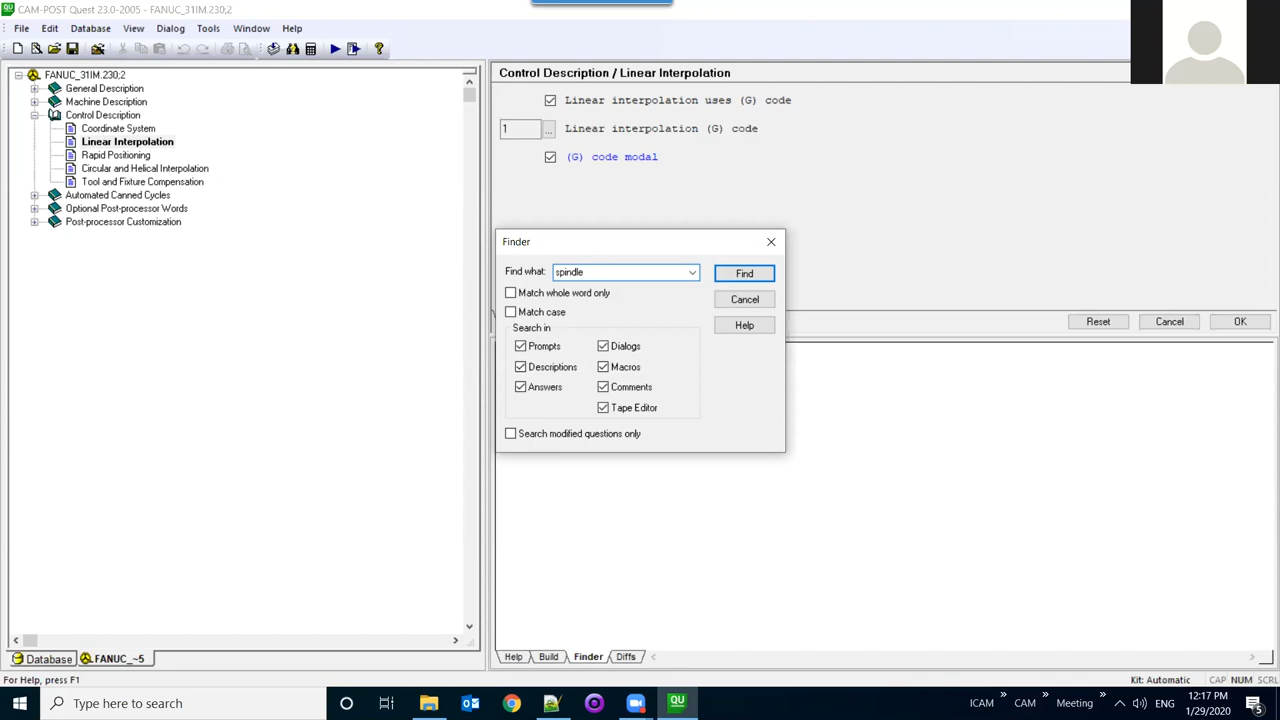 CAM-POST Quest 23.0-2005 - FANUC_31IM.230;2
File Edit Database View Dialog Tools Window Help
FANUC_31IM.230;2
General Description
Machine Description
Control Description
Coordinate System
Linear Interpolation
Rapid Positioning
Circular and Helical Interpolation
Tool and Fixture Compensation
Automated Canned Cycles
Optional Post-processor Words
Post-processor Customization
Database FANUC_~5
Control Description / Linear Interpolation
Linear interpolation uses (G) code
1 ... Linear interpolation (G) code
(G) code modal
Finder
Find what: spindle Find
Match whole word only
Cancel
Match case
Help
Search in
Prompts Dialogs
Descriptions Macros
Answers Comments
Tape Editor
Search modified questions only
Reset Cancel OK
Help Build Finder Diffs
For Help, press F1
Kit: Automatic CAP NUM SCRL
QU
Type here to search
ICAM CAM Meeting ENG
12:17 PM
1/29/2020
5